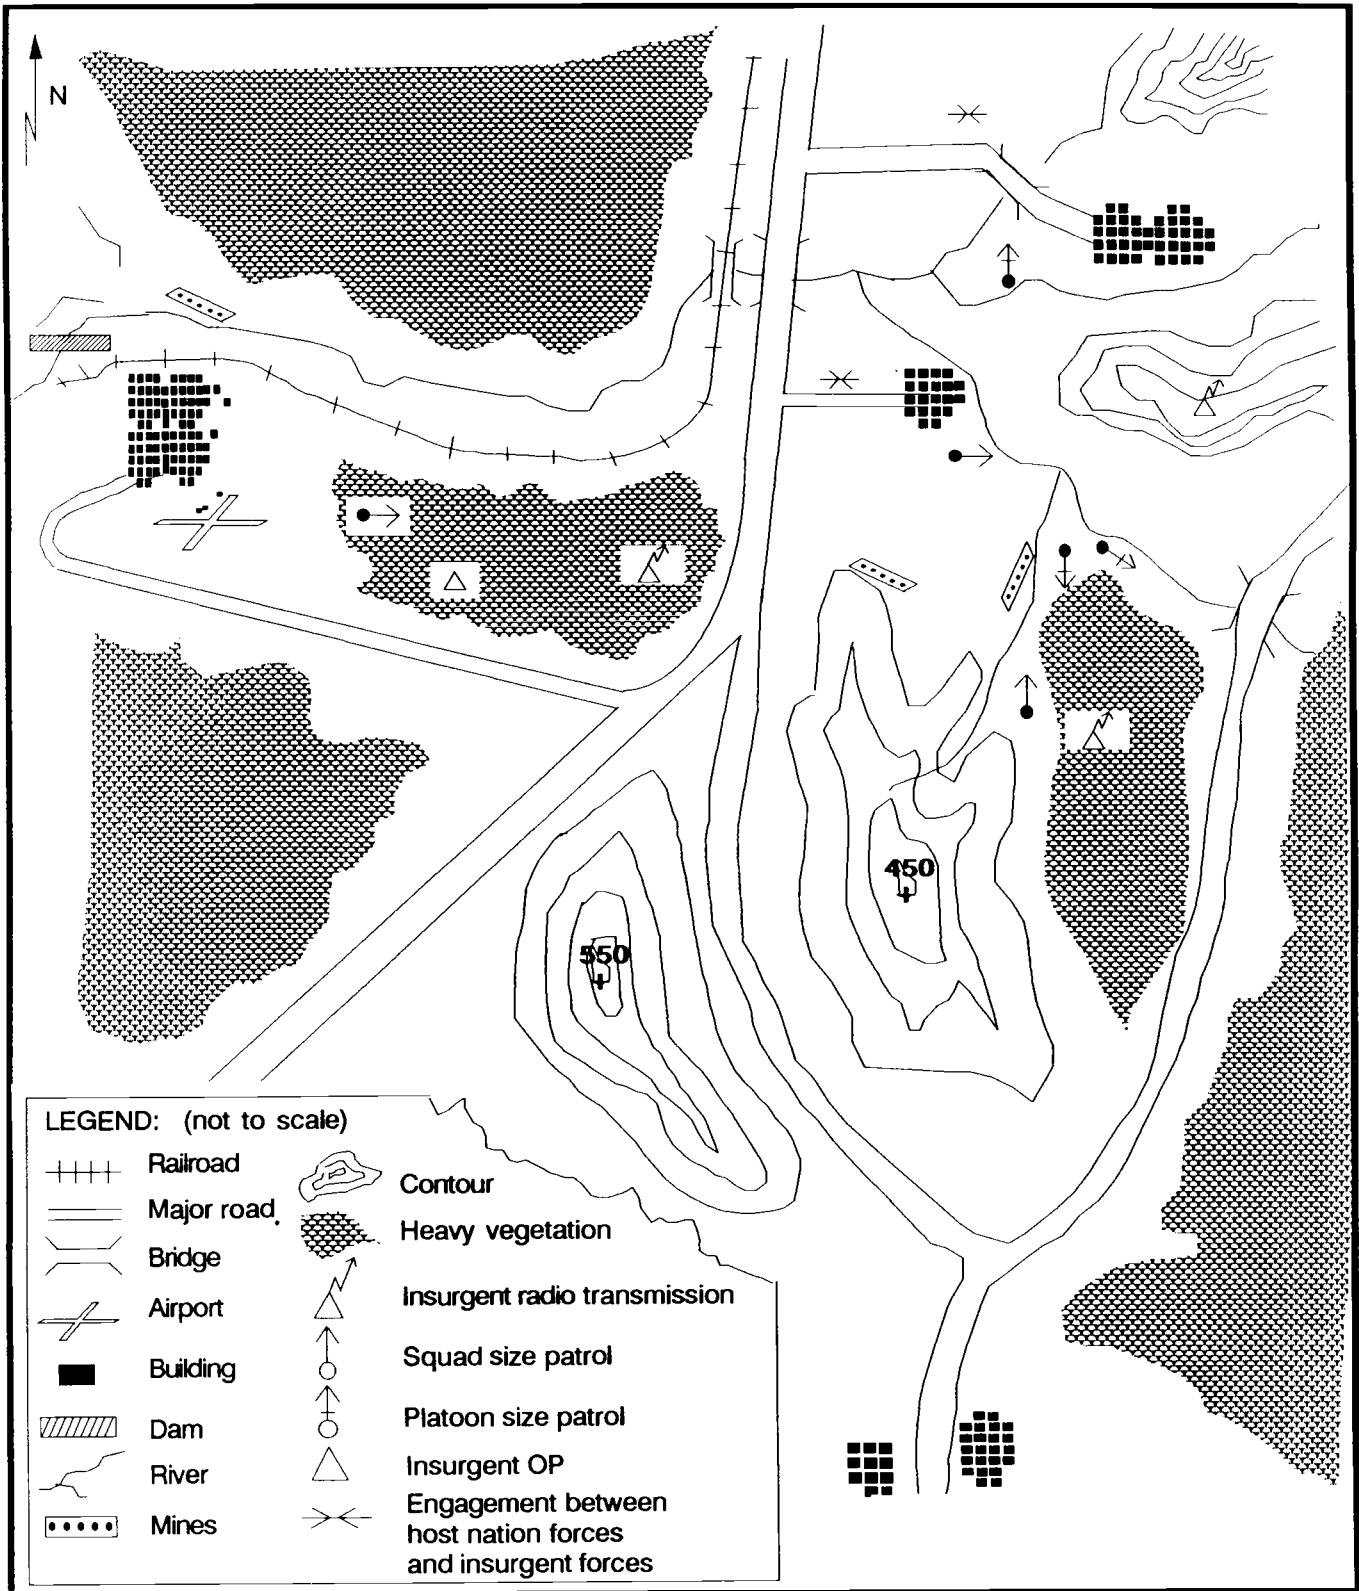 N
450
550
LEGEND: (not to scale)
Railroad
Major road
Bridge
Airport
Building
Dam
River
Mines
Contour
Heavy vegetation
Insurgent radio transmission
Squad size patrol
Platoon size patrol
Insurgent OP
Engagement between
host nation forces
and insurgent forces